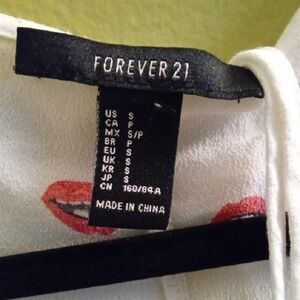 FOREVER 21
US S
CA P
MX S/P
BR P
EU S
UK S
KR S
JP S
CN 160/84A
MADE IN CHINA